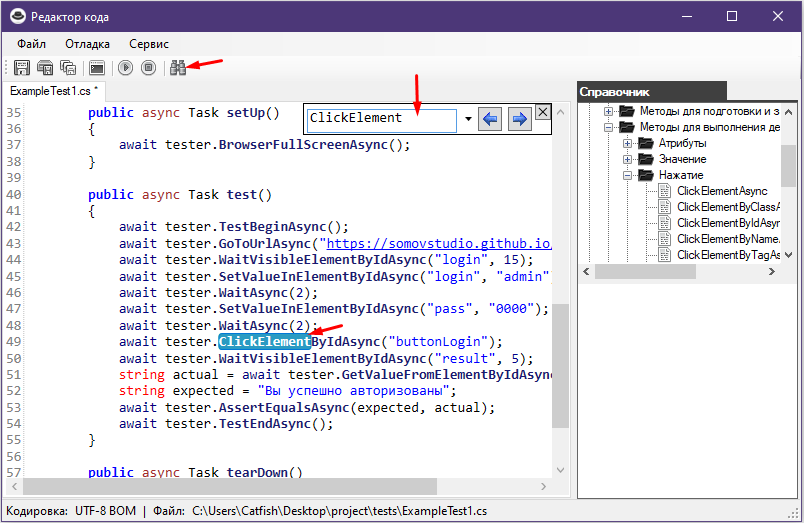 Редактор кода
Файл Отладка Сервис
ExampleTest1.cs *
ClickElement
35 public async Task setUp()
36 {
37 await tester.BrowserFullScreenAsync();
38 }
39
40 public async Task test()
41 {
42 await tester.TestBeginAsync();
43 await tester.GoToUrlAsync("https://somovstudio.github.io/
44 await tester.WaitVisibleElementByIdAsync("login", 15);
45 await tester.SetValueInElementByIdAsync("login", "admin"
46 await tester.WaitAsync(2);
47 await tester.SetValueInElementByIdAsync("pass", "0000");
48 await tester.WaitAsync(2);
49 await tester.ClickElementByIdAsync("buttonLogin");
50 await tester.WaitVisibleElementByIdAsync("result", 5);
51 string actual = await tester.GetValueFromElementByIdAsync
52 string expected = "Вы успешно авторизованы";
53 await tester.AssertEqualsAsync(expected, actual);
54 await tester.TestEndAsync();
55 }
56
57 public async Task tearDown()
Справочник
Методы для подготовки и з
Методы для выполнения де
Атрибуты
Значение
Нажатие
ClickElementAsync
ClickElementByClassA
ClickElementByIdAsyn
ClickElementByName.
ClickElementByTagAs
Кодировка: UTF-8 BOM | Файл: C:\Users\Catfish\Desktop\project\tests\ExampleTest1.cs